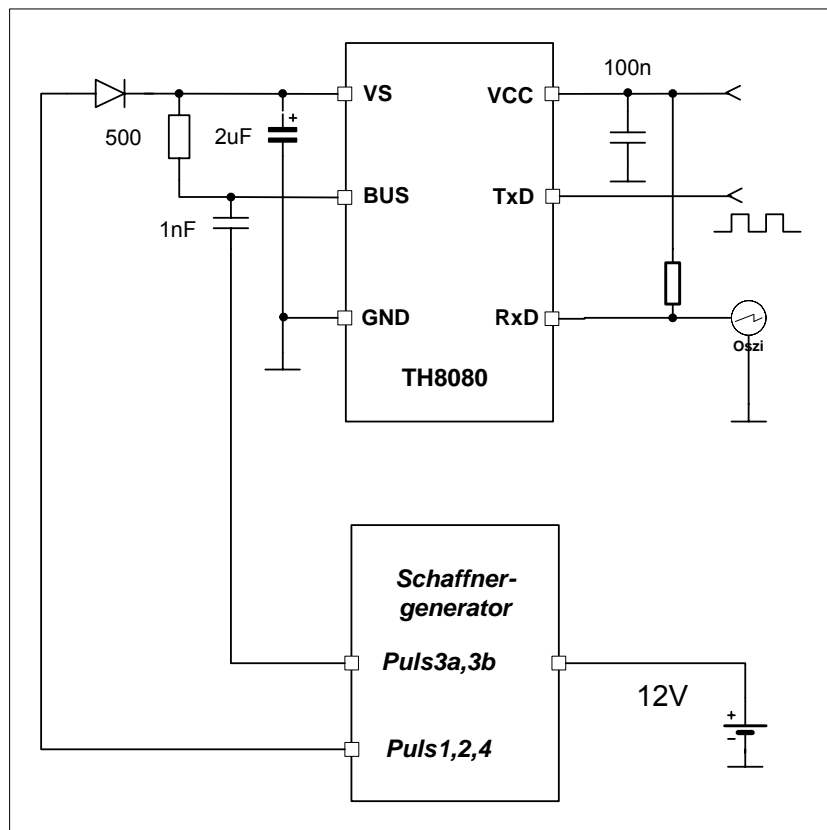 100n
VS
VCC
500
2uF
+
BUS
TxD
1nF
GND
RxD
Oszi
TH8080
Schaffner-
generator
Puls3a,3b
12V
+
−
Puls1,2,4